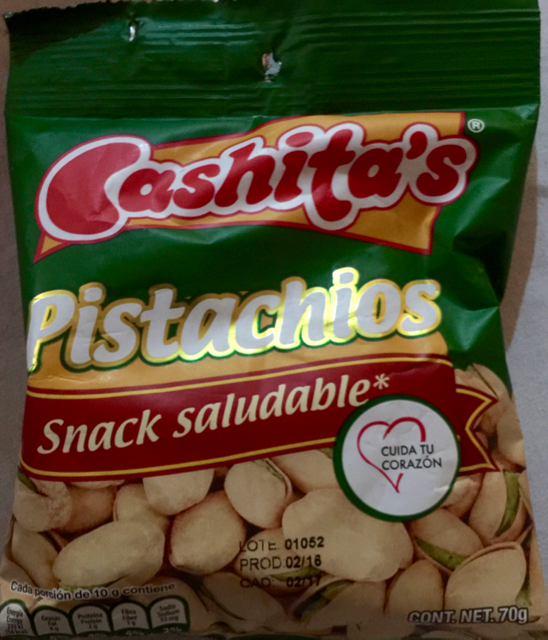 Cashita's®
Pistachios
Snack saludable*
CUIDA TU
CORAZÓN
LOTE 01052
PROD 02/16
CAD 02/17
Cada porsión de 10 g contiene
CONT. NET. 70g